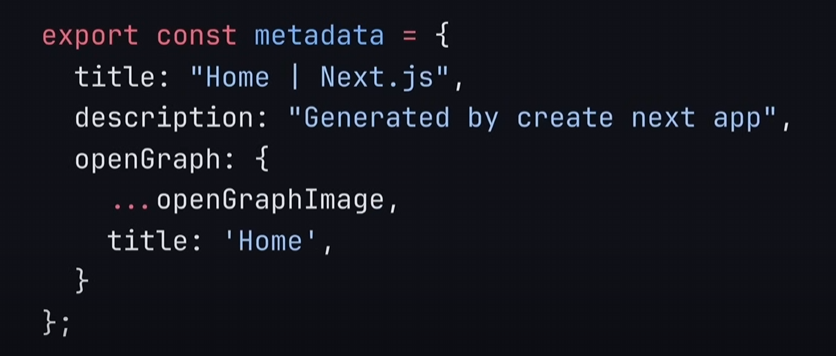 export const metadata = {
  title: "Home | Next.js",
  description: "Generated by create next app",
  openGraph: {
    ...openGraphImage,
    title: 'Home',
  }
};